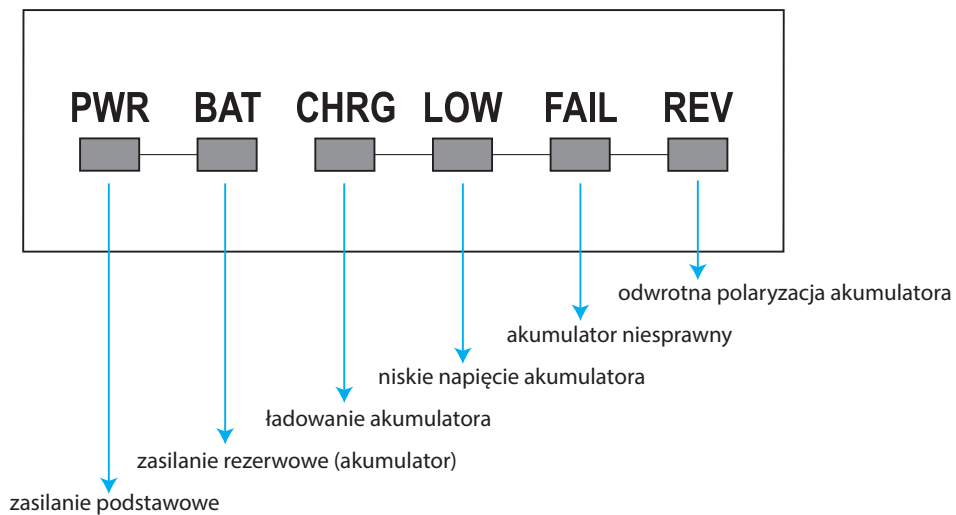 PWR BAT CHRG LOW FAIL REV
odwrotna polaryzacja akumulatora
akumulator niesprawny
niskie napięcie akumulatora
ładowanie akumulatora
zasilanie rezerwowe (akumulator)
zasilanie podstawowe